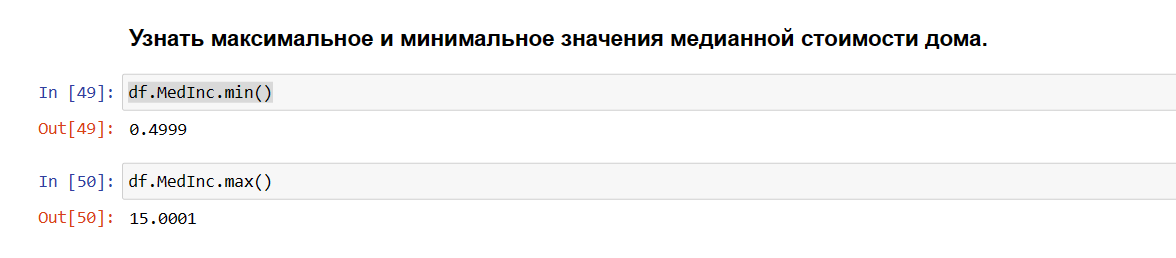 Узнать максимальное и минимальное значения медианной стоимости дома.
In [49]: df.MedInc.min()
Out[49]: 0.4999
In [50]: df.MedInc.max()
Out[50]: 15.0001